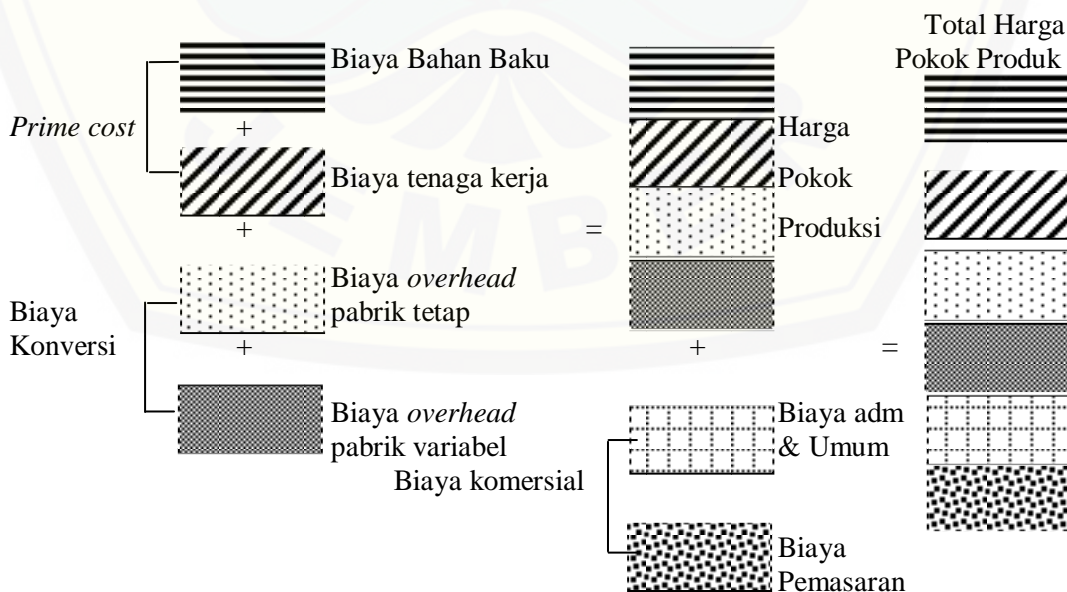 Total Harga
Pokok Produk
Biaya Bahan Baku
Prime cost
+
Harga
Biaya tenaga kerja
Pokok
+
=
Produksi
Biaya overhead
pabrik tetap
Biaya
Konversi
+
+
=
Biaya overhead
pabrik variabel
Biaya adm
& Umum
Biaya komersial
Biaya
Pemasaran